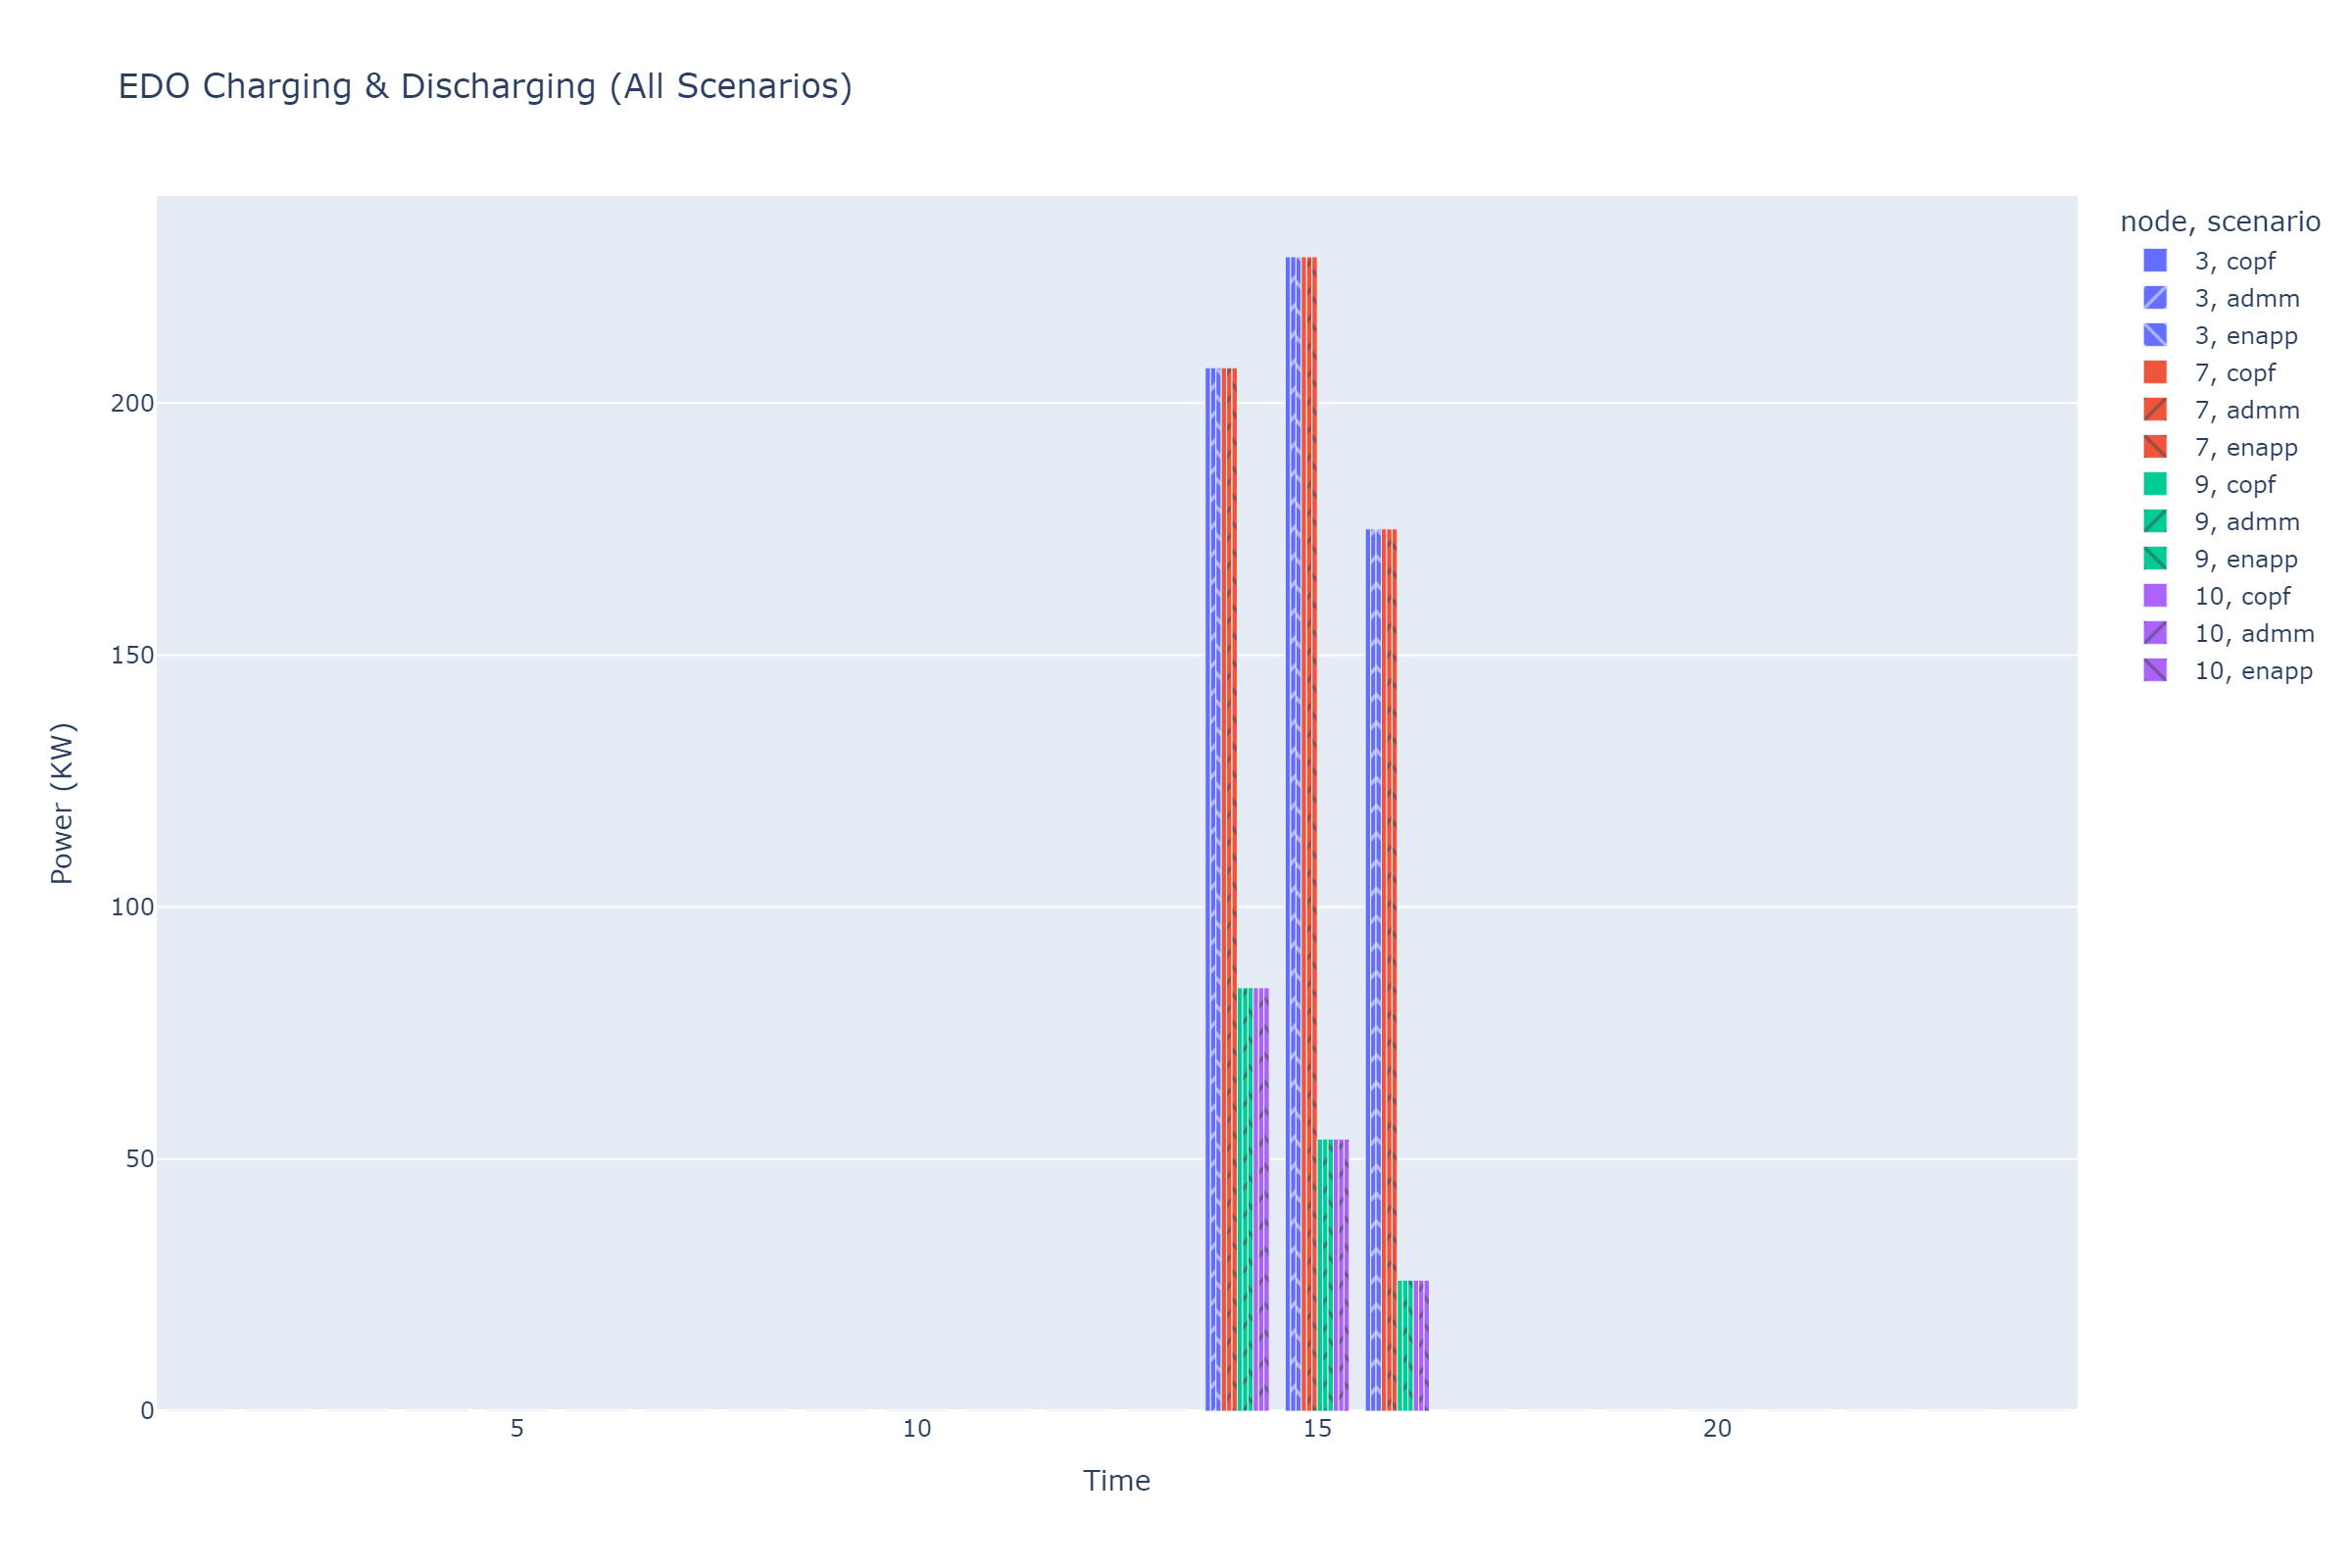 EDO Charging & Discharging (All Scenarios)
node, scenario
3, copf
3, admm
3, enapp
7, copf
7, admm
7, enapp
9, copf
9, admm
9, enapp
10, copf
10, admm
10, enapp
Power (KW)
200
150
100
50
0
5
10
15
20
Time